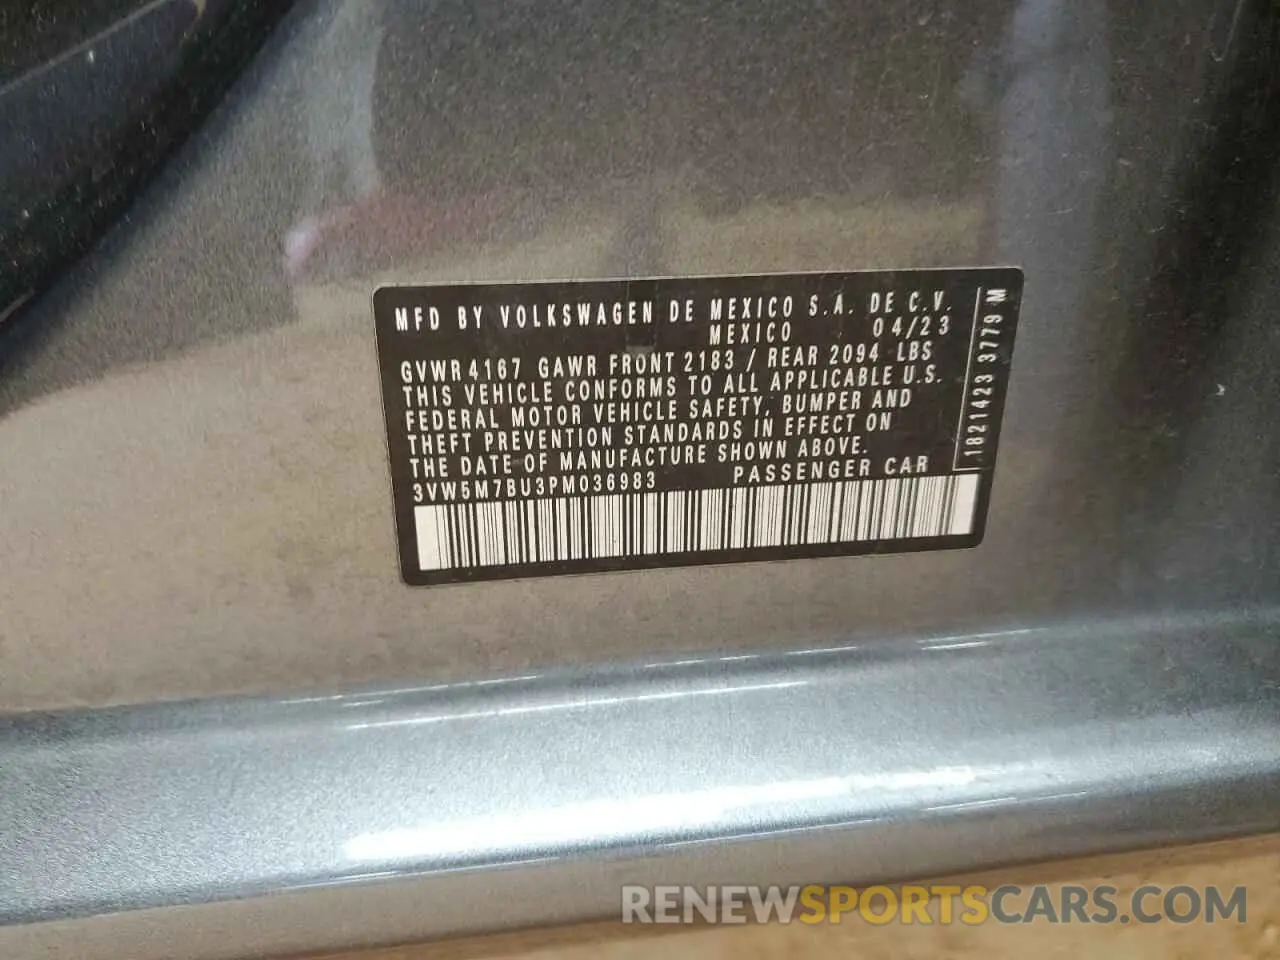 MFD BY VOLKSWAGEN DE MEXICO S.A. DE C.V.
MEXICO 04/23
GVWR 4167 GAWR FRONT 2183 / REAR 2094 LBS
THIS VEHICLE CONFORMS TO ALL APPLICABLE U.S.
FEDERAL MOTOR VEHICLE SAFETY, BUMPER AND
THEFT PREVENTION STANDARDS IN EFFECT ON
THE DATE OF MANUFACTURE SHOWN ABOVE.
3VW5M7BU3PM036983 PASSENGER CAR
1821423 3779 M
RENEWSPORTSCARS.COM